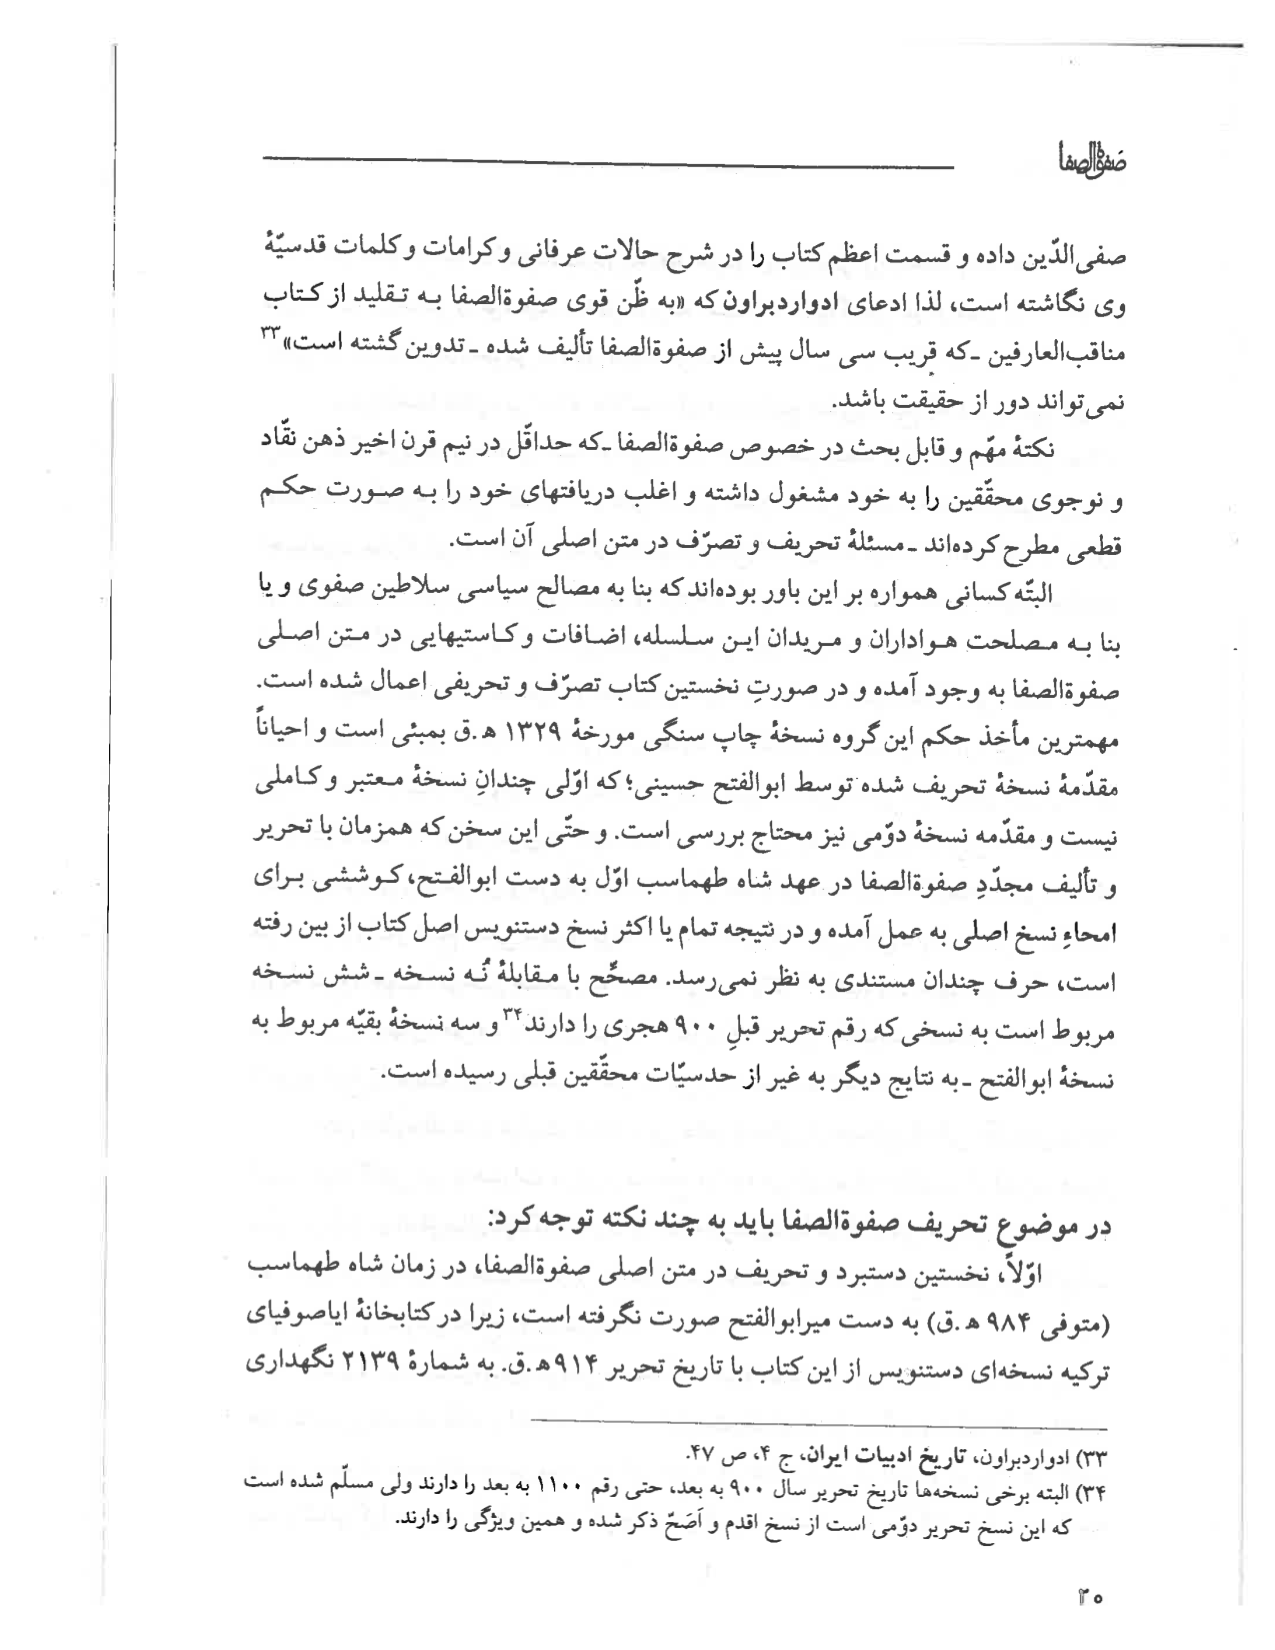 صفوةالصفا
صفی‌الدّین داده و قسمت اعظم کتاب را در شرح حالات عرفانی و کرامات و کلمات قدسیّهٔ
وی نگاشته است، لذا ادعای ادواردبراون که «به ظّن قوی صفوةالصفا به تقلید از کتاب
مناقب‌العارفین ـ که قریب سی سال پیش از صفوةالصفا تألیف شده ـ تدوین گشته است»۳۳
نمی‌تواند دور از حقیقت باشد.
نکتهٔ مهّم و قابل بحث در خصوص صفوةالصفا ـ که حداقّل در نیم قرن اخیر ذهن نقّاد
و نوجوی محقّقین را به خود مشغول داشته و اغلب دریافتهای خود را به صورت حکم
قطعی مطرح کرده‌اند ـ مسئلهٔ تحریف و تصرّف در متن اصلی آن است.
البتّه کسانی همواره بر این باور بوده‌اند که بنا به مصالح سیاسی سلاطین صفوی و یا
بنا به مصلحت هواداران و مریدان این سلسله، اضافات و کاستیهایی در متن اصلی
صفوةالصفا به وجود آمده و در صورتِ نخستین کتاب تصرّف و تحریفی اعمال شده است.
مهمترین مأخذ حکم این گروه نسخهٔ چاپ سنگی مورخهٔ ۱۳۲۹ ه‍.ق بمبئی است و احیاناً
مقدّمهٔ نسخهٔ تحریف شده توسط ابوالفتح حسینی؛ که اوّلی چندانِ نسخهٔ معتبر و کاملی
نیست و مقدّمه نسخهٔ دوّمی نیز محتاج بررسی است. و حتّی این سخن که همزمان با تحریر
و تألیف مجدّدِ صفوةالصفا در عهد شاه طهماسب اوّل به دست ابوالفتح، کوششی برای
امحاءِ نسخ اصلی به عمل آمده و در نتیجه تمام یا اکثر نسخ دستنویس اصل کتاب از بین رفته
است، حرف چندان مستندی به نظر نمی‌رسد. مصحّح با مقابلهٔ نُه نسخه ـ شش نسخه
مربوط است به نسخی که رقم تحریر قبلِ ۹۰۰ هجری را دارند۳۴ و سه نسخهٔ بقیّه مربوط به
نسخهٔ ابوالفتح ـ به نتایج دیگر به غیر از حدسیّات محقّقین قبلی رسیده است.
در موضوع تحریف صفوةالصفا باید به چند نکته توجه کرد:
اوّلاً، نخستین دستبرد و تحریف در متن اصلی صفوةالصفا، در زمان شاه طهماسب
(متوفی ۹۸۴ ه‍.ق) به دست میرابوالفتح صورت نگرفته است، زیرا در کتابخانهٔ ایاصوفیای
ترکیه نسخه‌ای دستنویس از این کتاب با تاریخ تحریر ۹۱۴ ه‍.ق. به شمارهٔ ۲۱۳۹ نگهداری
۳۳) ادواردبراون، تاریخ ادبیات ایران، ج ۴، ص ۴۷.
۳۴) البته برخی نسخه‌ها تاریخ تحریر سال ۹۰۰ به بعد، حتی رقم ۱۱۰۰ به بعد را دارند ولی مسلّم شده است
که این نسخ تحریر دوّمی است از نسخ اقدم و اَصَحّ ذکر شده و همین ویژگی را دارند.
۲۰